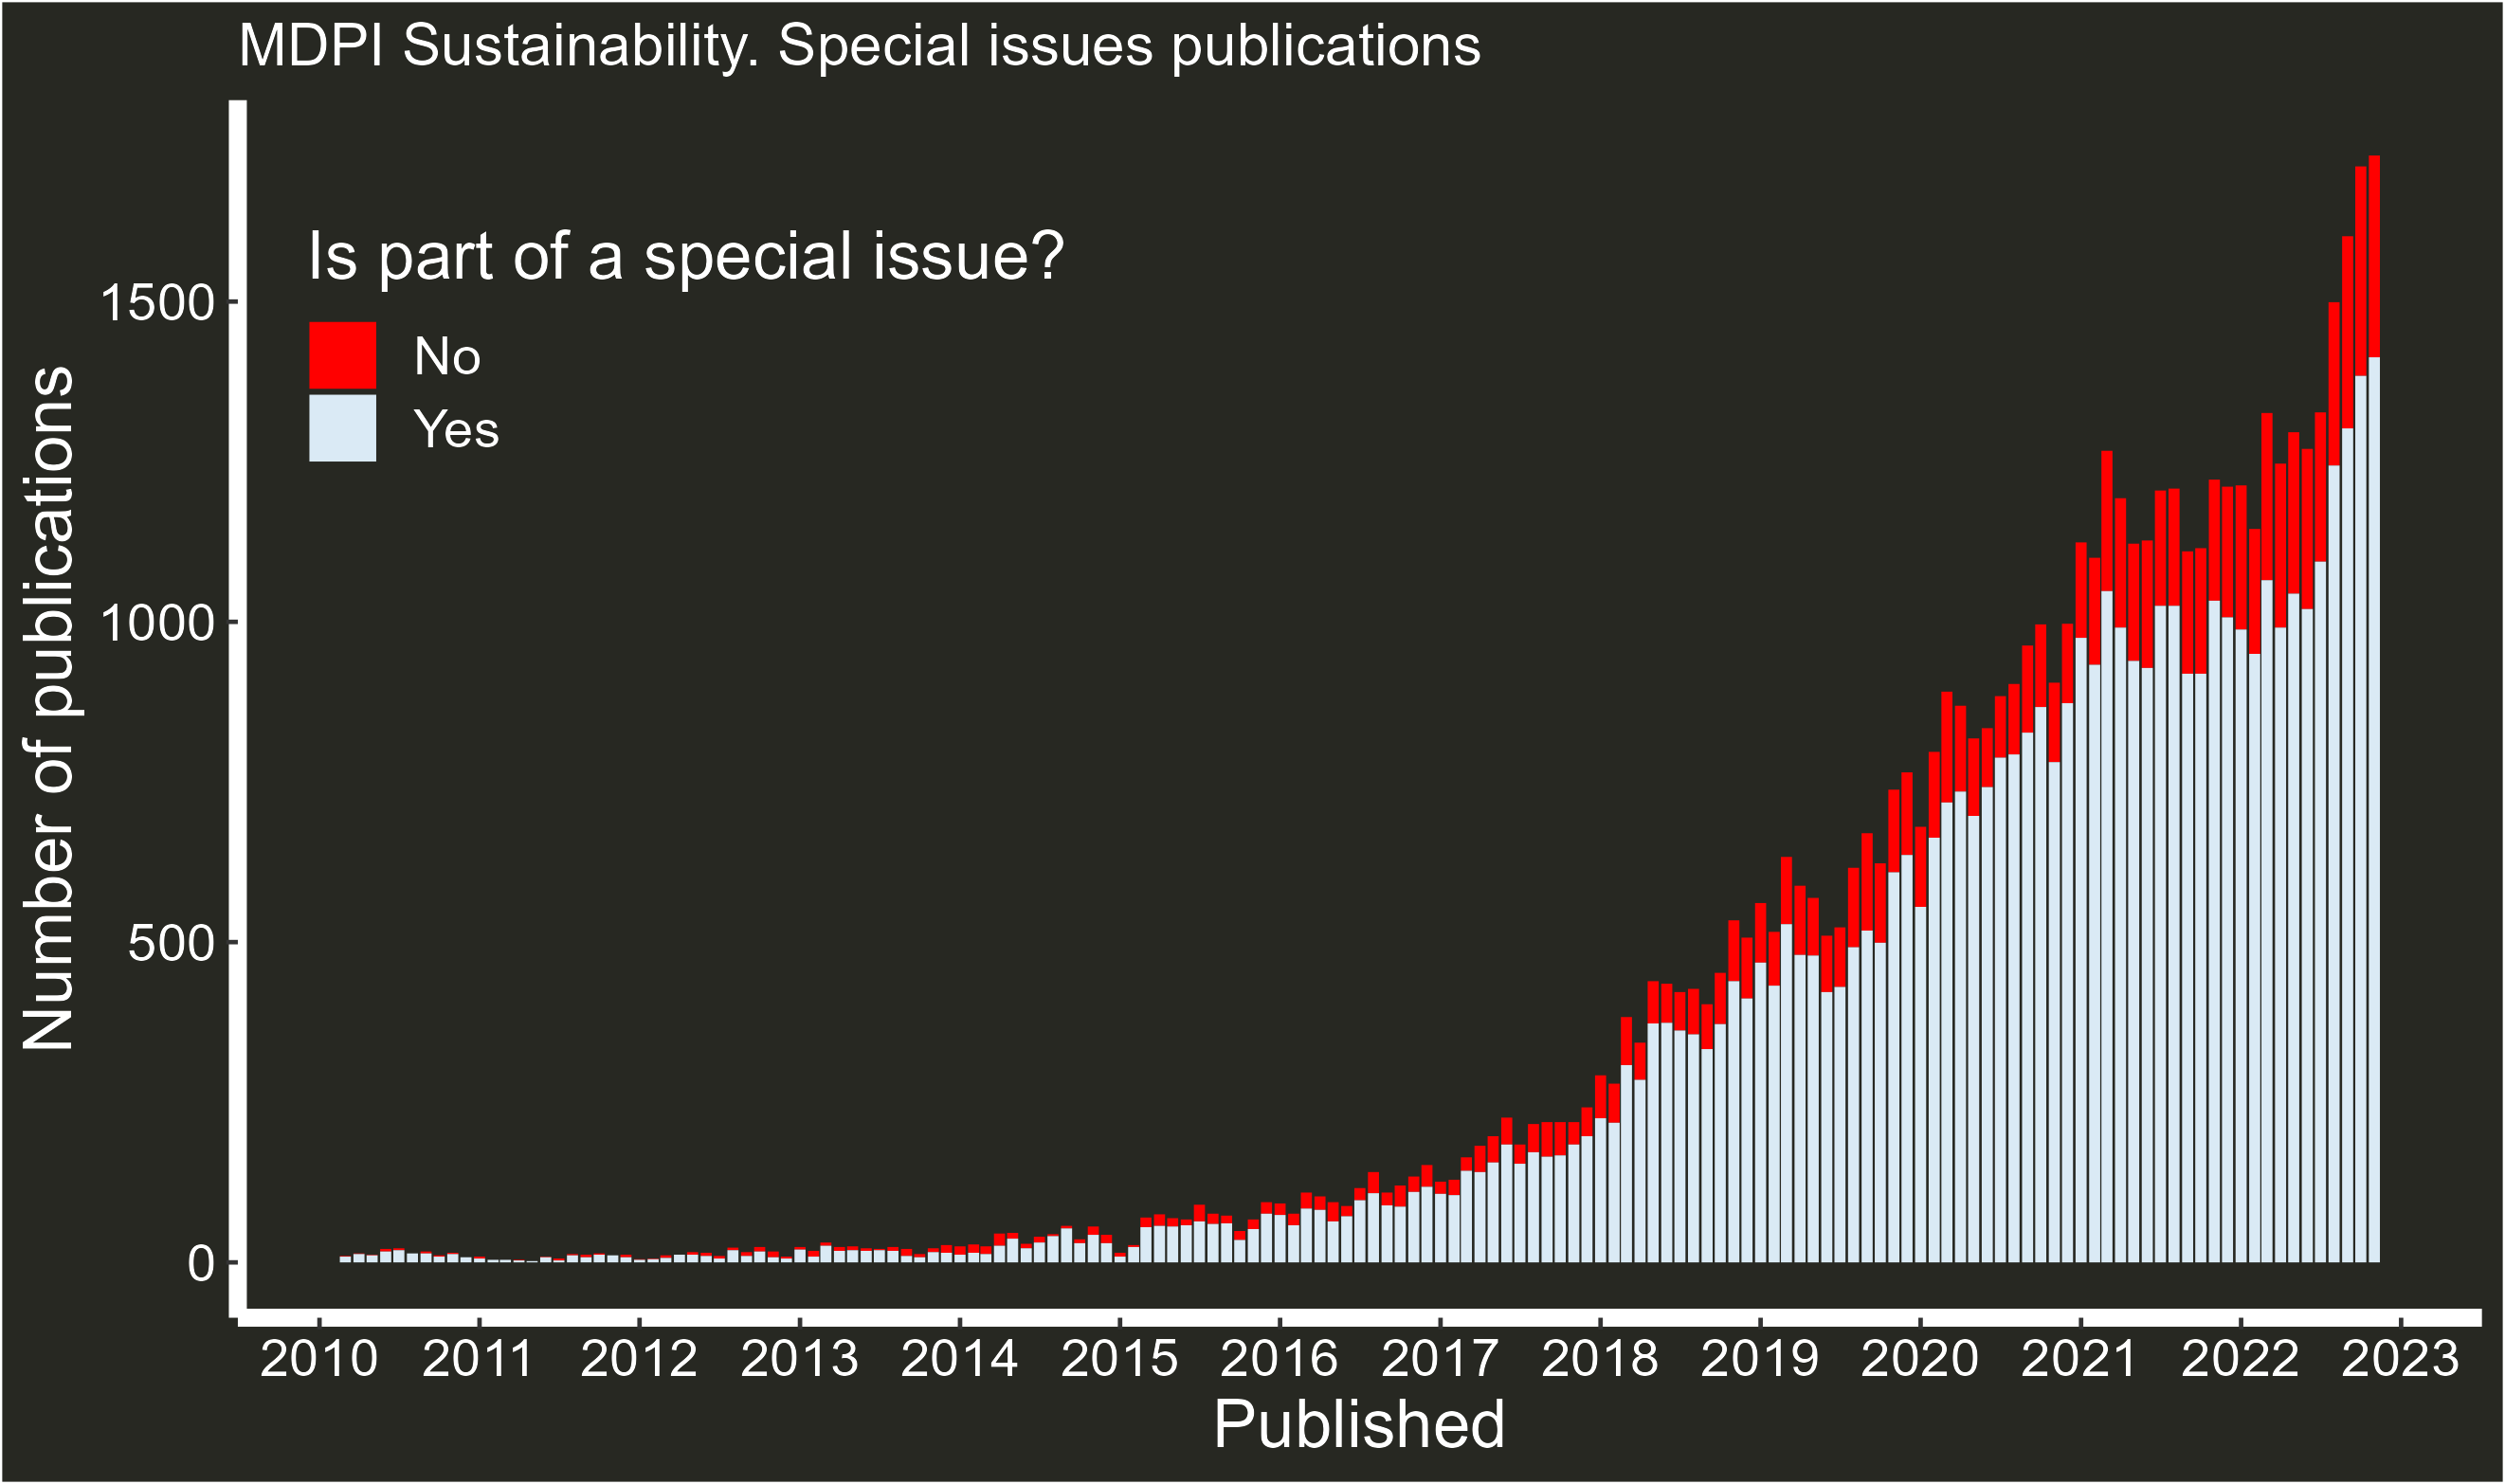 MDPI Sustainability. Special issues publications
Is part of a special issue?
No
Yes
Number of publications
1500
1000
500
0
2010 2011 2012 2013 2014 2015 2016 2017 2018 2019 2020 2021 2022 2023
Published